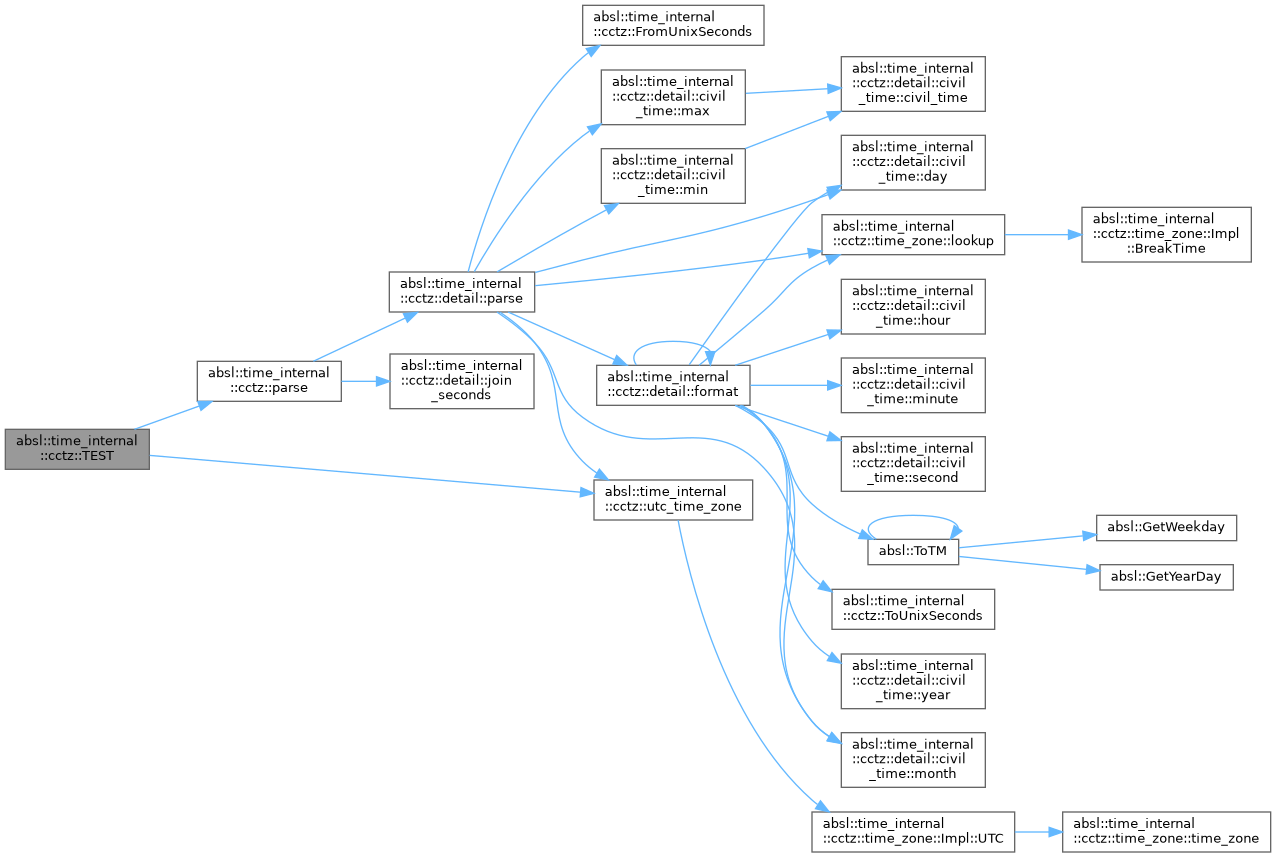 absl::time_internal
::cctz::TEST
absl::time_internal
::cctz::parse
absl::time_internal
::cctz::detail::parse
absl::time_internal
::cctz::detail::join
_seconds
absl::time_internal
::cctz::FromUnixSeconds
absl::time_internal
::cctz::detail::civil
_time::max
absl::time_internal
::cctz::detail::civil
_time::min
absl::time_internal
::cctz::detail::format
absl::time_internal
::cctz::utc_time_zone
absl::time_internal
::cctz::detail::civil
_time::civil_time
absl::time_internal
::cctz::detail::civil
_time::day
absl::time_internal
::cctz::time_zone::lookup
absl::time_internal
::cctz::detail::civil
_time::hour
absl::time_internal
::cctz::detail::civil
_time::minute
absl::time_internal
::cctz::detail::civil
_time::second
absl::ToTM
absl::time_internal
::cctz::ToUnixSeconds
absl::time_internal
::cctz::detail::civil
_time::year
absl::time_internal
::cctz::detail::civil
_time::month
absl::time_internal
::cctz::time_zone::Impl::UTC
absl::time_internal
::cctz::time_zone::Impl
::BreakTime
absl::GetWeekday
absl::GetYearDay
absl::time_internal
::cctz::time_zone::time_zone